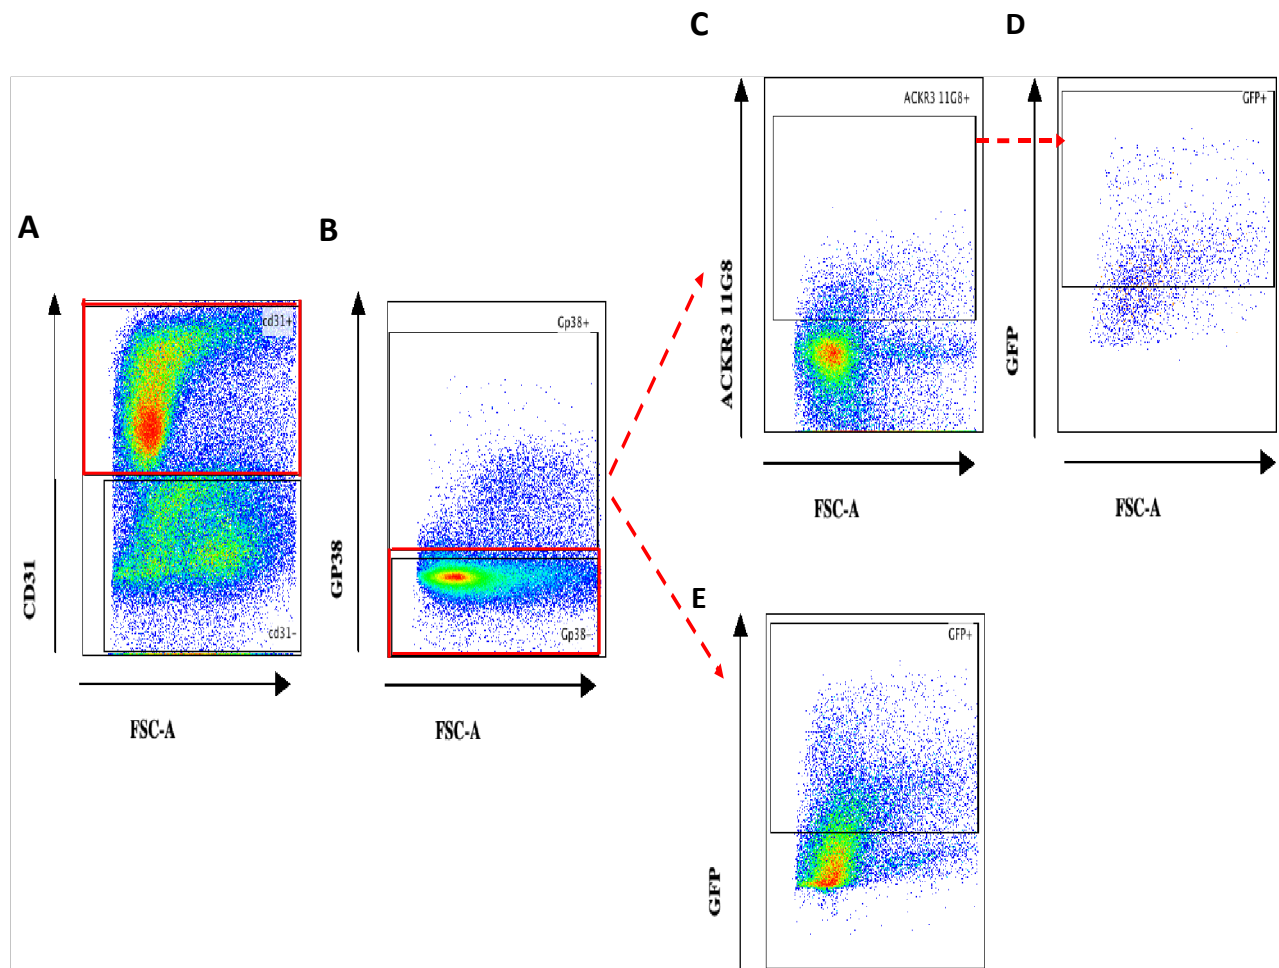 C
D
ACKR3 11G8+
GFP+
A
B
cd31+
Gp38+
ACKR3 11G8
GFP
FSC-A
FSC-A
CD31
GP38
cd31-
Gp38-
E
GFP+
FSC-A
FSC-A
GFP